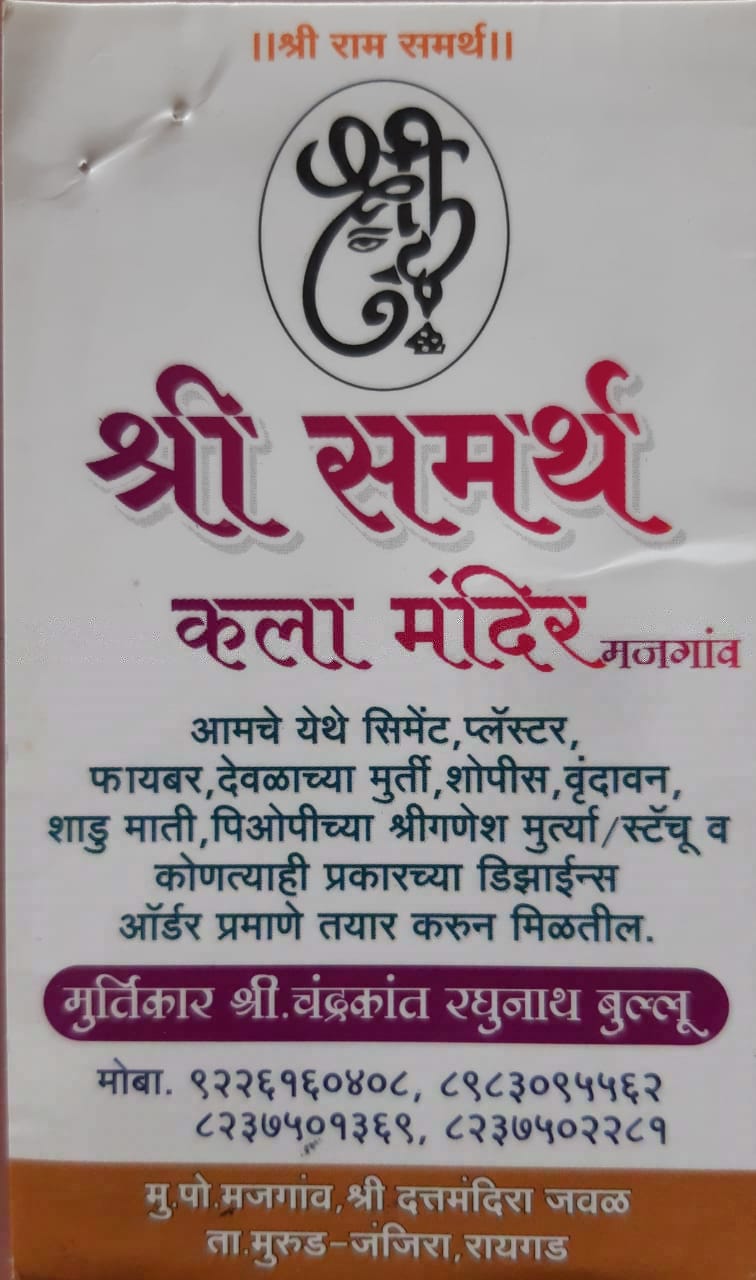 ||श्री राम समर्थ||
श्री समर्थ
कला मंदिर मजगांव
आमचे येथे सिमेंट,प्लॅस्टर,
फायबर,देवळाच्या मुर्ती,शोपीस,वृंदावन,
शाडु माती,पिओपीच्या श्रीगणेश मुर्त्या/स्टॅचू व
कोणत्याही प्रकारच्या डिझाईन्स
ऑर्डर प्रमाणे तयार करुन मिळतील.
मुर्तिकार श्री.चंद्रकांत रघुनाथ बुल्लू
मोबा. ९२२६१६०४०८, ८९८३०९५५६२
८२३७५०१३६९, ८२३७५०२२८१
मु.पो.मजगांव,श्री दत्तमंदिरा जवळ
ता.मुरुड-जंजिरा,रायगड